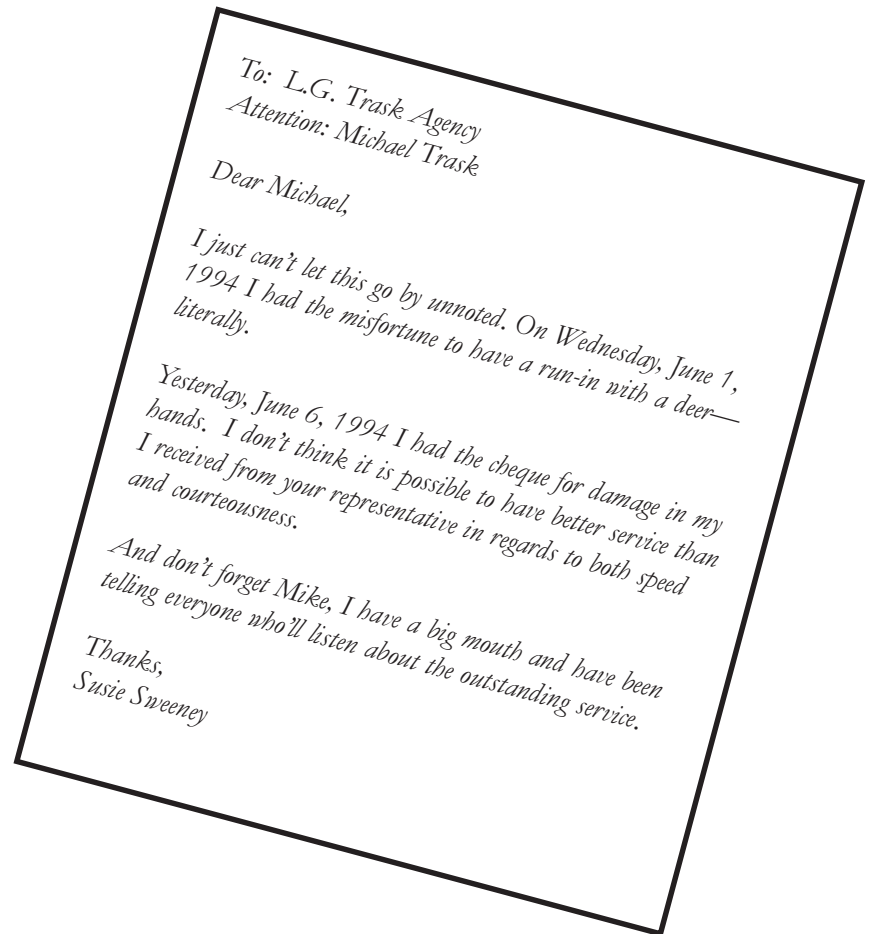 To:  L.G. Trask Agency
Attention: Michael Trask
Dear Michael,
I just can't let this go by unnoted. On Wednesday, June 1,
1994 I had the misfortune to have a run-in with a deer—
literally.
Yesterday, June 6, 1994 I had the cheque for damage in my
hands.  I don't think it is possible to have better service than
I received from your representative in regards to both speed
and courteousness.
And don't forget Mike, I have a big mouth and have been
telling everyone who'll listen about the outstanding service.
Thanks,
Susie Sweeney